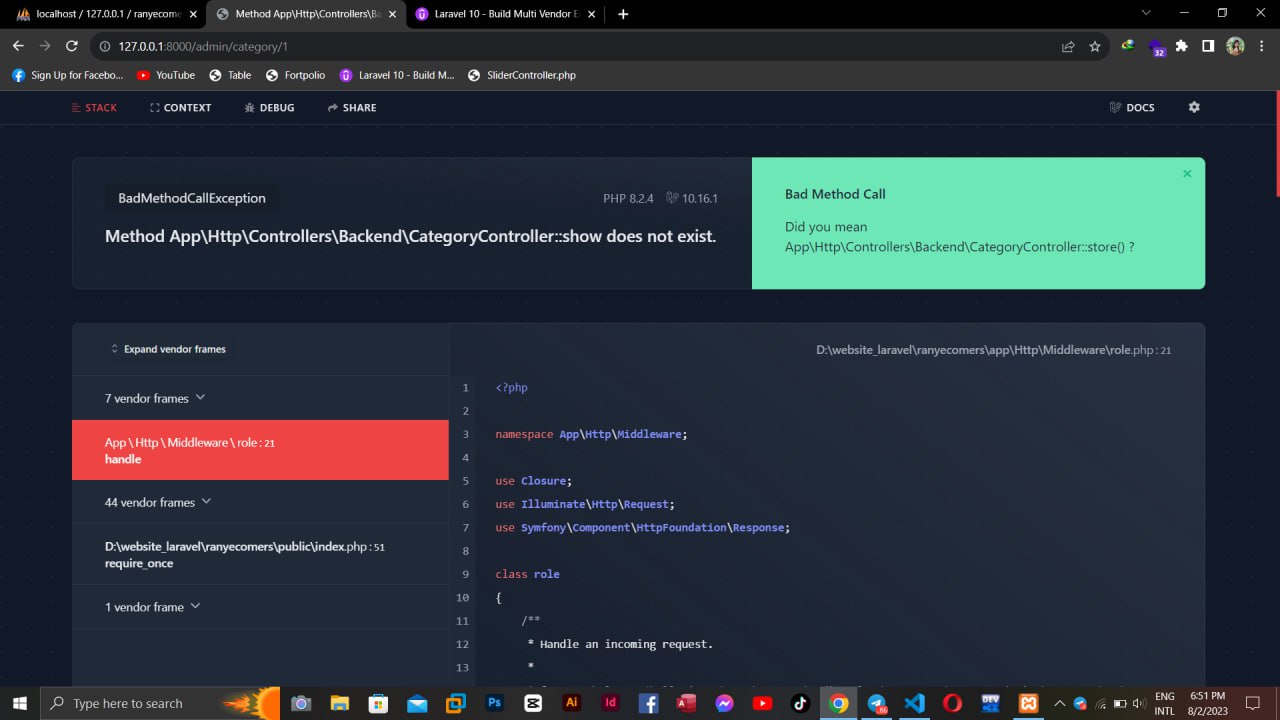 localhost / 127.0.0.1 / ranyecome
Method App\Http\Controllers\Ba
Laravel 10 - Build Multi Vendor E
127.0.0.1:8000/admin/category/1
32
Sign Up for Facebo...
YouTube
Table
Fortpolio
Laravel 10 - Build M...
SliderController.php
STACK
CONTEXT
DEBUG
SHARE
DOCS
BadMethodCallException
PHP 8.2.4
10.16.1
Method App\Http\Controllers\Backend\CategoryController::show does not exist.
Bad Method Call
Did you mean
App\Http\Controllers\Backend\CategoryController::store() ?
Expand vendor frames
7 vendor frames
App \ Http \ Middleware \ role : 21
handle
44 vendor frames
D:\website_laravel\ranyecomers\public\index.php : 51
require_once
1 vendor frame
D:\website_laravel\ranyecomers\app\Http\Middleware\role.php : 21
1 <?php
2
3 namespace App\Http\Middleware;
4
5 use Closure;
6 use Illuminate\Http\Request;
7 use Symfony\Component\HttpFoundation\Response;
8
9 class role
10 {
11 /**
12 * Handle an incoming request.
13 *
Type here to search
Ps
Ai
Id
DEV
ENG
INTL
6:51 PM
8/2/2023